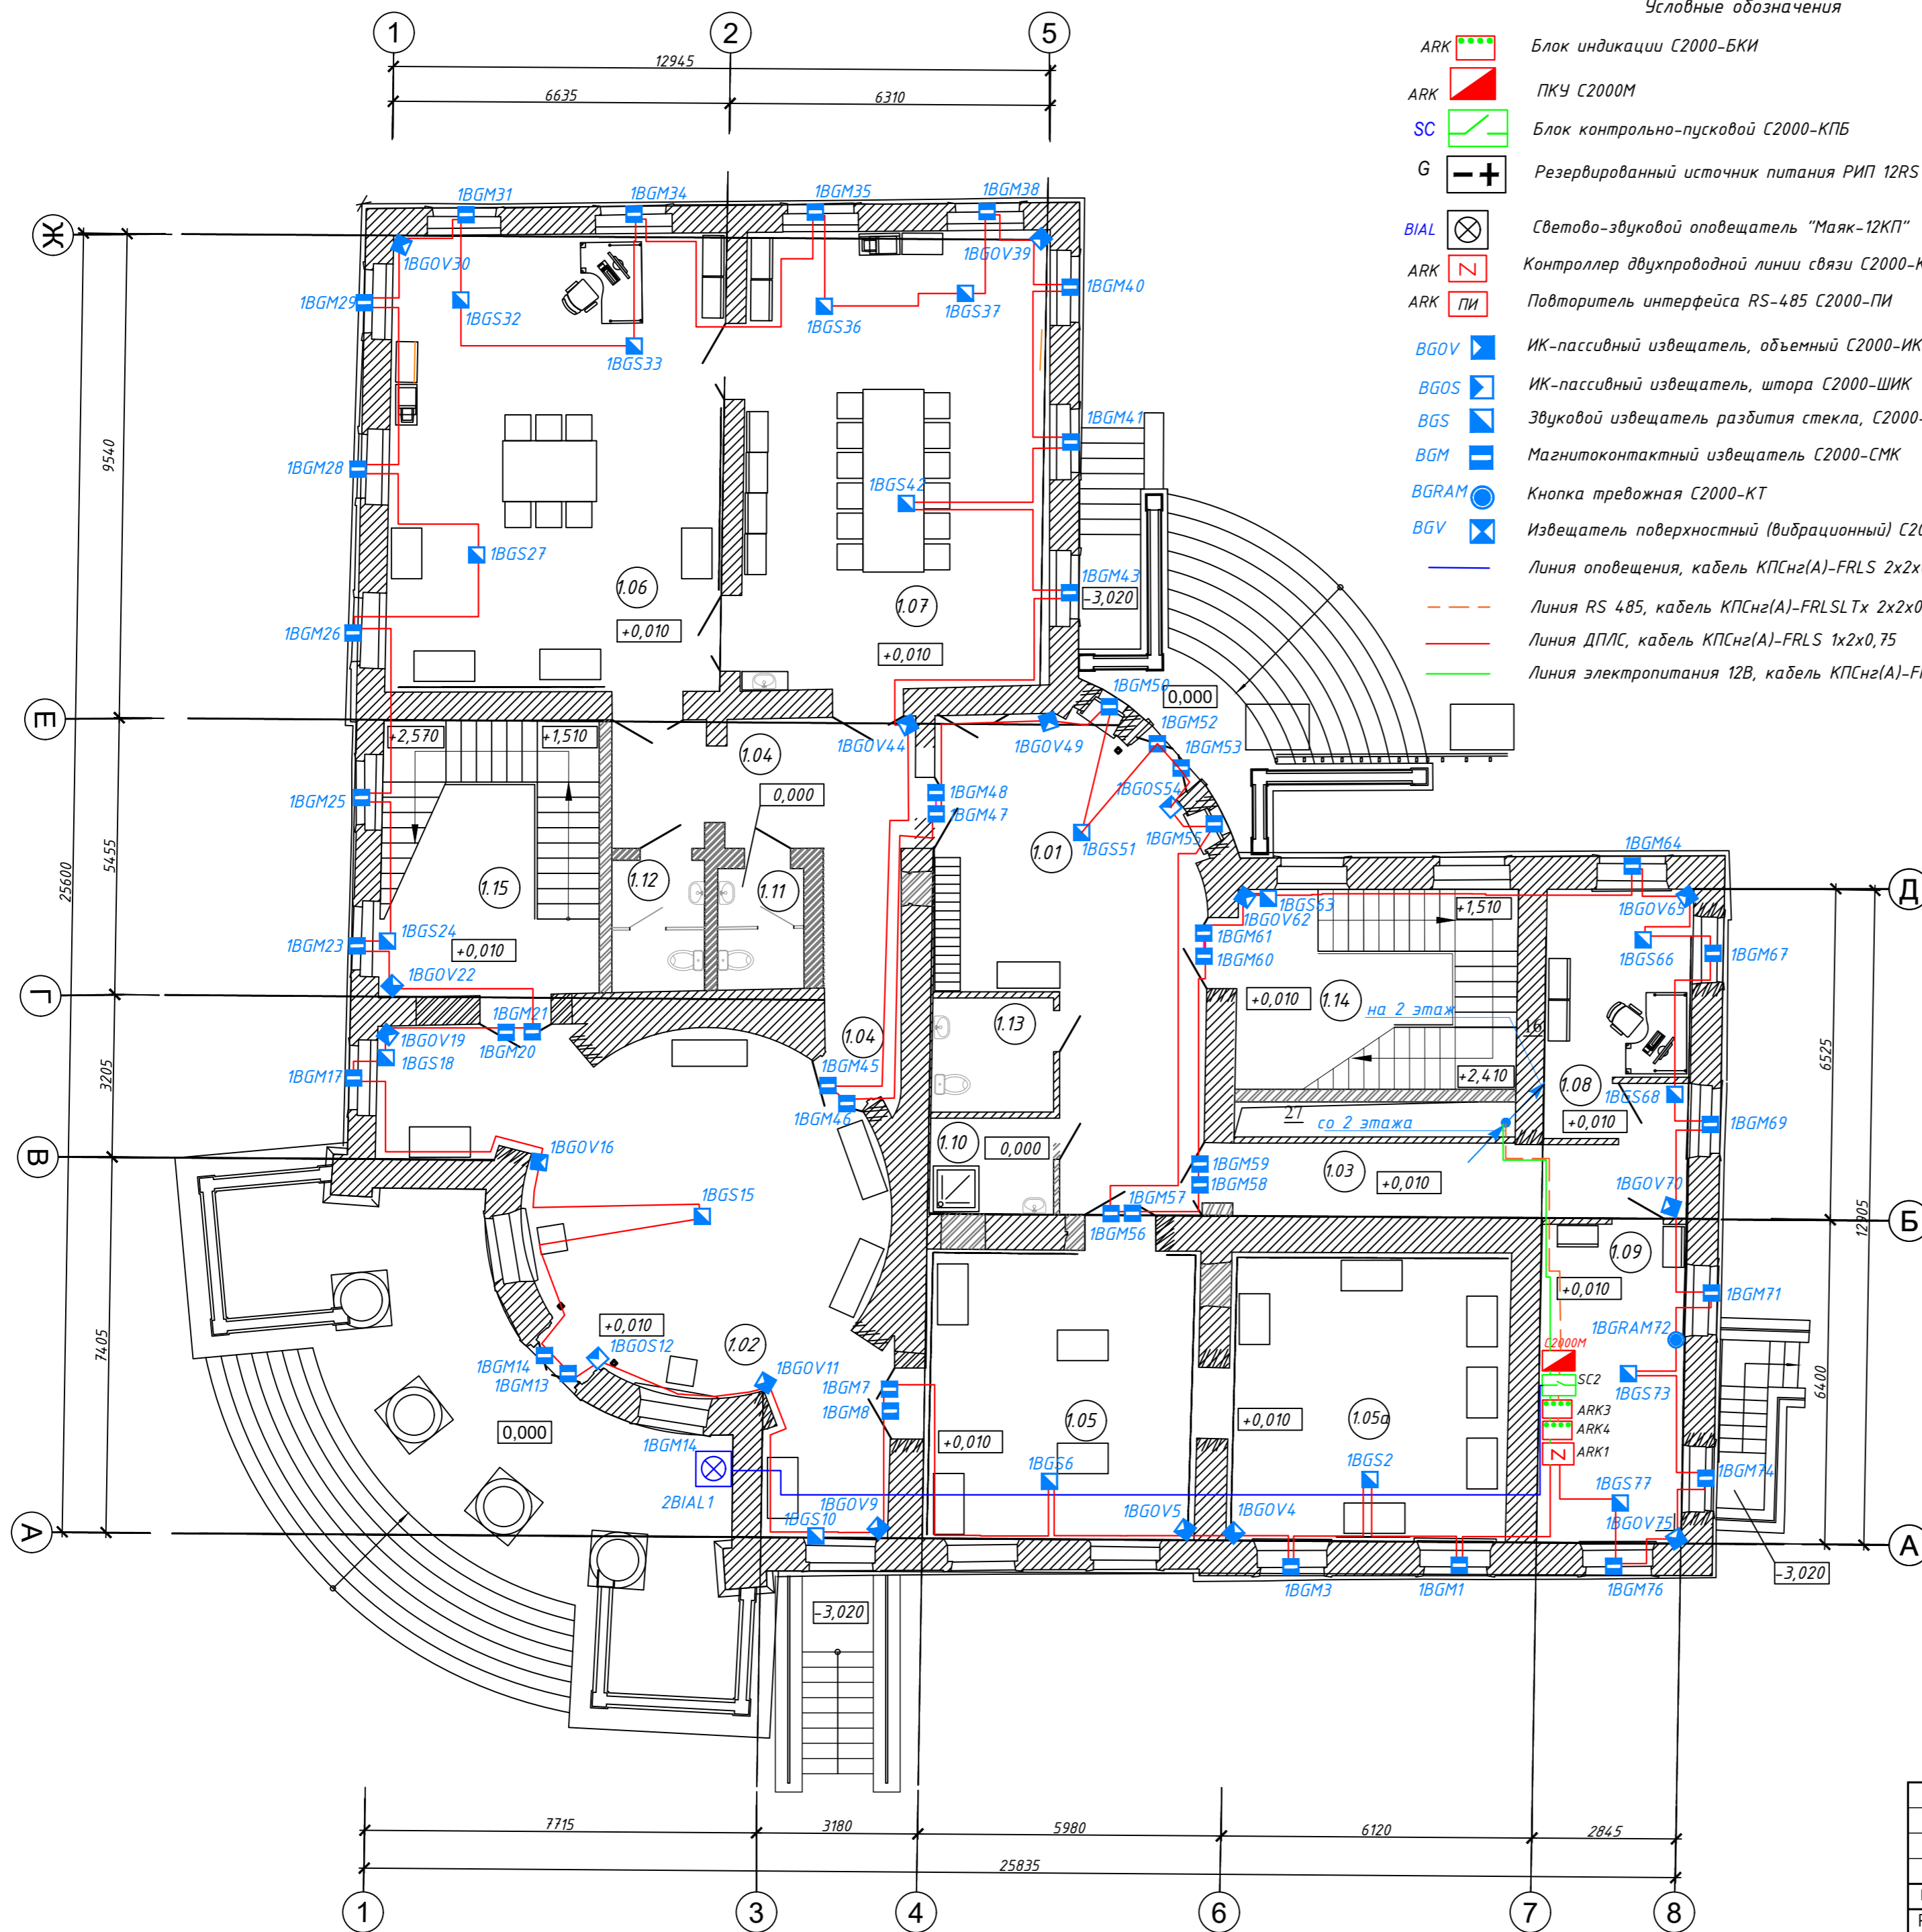 Условные обозначения
ARK Блок индикации С2000-БКИ
ARK ПКУ С2000М
SC Блок контрольно-пусковой С2000-КПБ
G Резервированный источник питания РИП 12RS
BIAL Светово-звуковой оповещатель "Маяк-12КП"
ARK Контроллер двухпроводной линии связи С2000-К
ARK ПИ Повторитель интерфейса RS-485 С2000-ПИ
BGOV ИК-пассивный извещатель, объемный С2000-ИК
BGOS ИК-пассивный извещатель, штора С2000-ШИК
BGS Звуковой извещатель разбития стекла, С2000-
BGM Магнитоконтактный извещатель С2000-СМК
BGRAM Кнопка тревожная С2000-КТ
BGV Извещатель поверхностный (вибрационный) С20
Линия оповещения, кабель КПСнг(А)-FRLS 2x2x
Линия RS 485, кабель КПСнг(А)-FRLSLTx 2x2x0
Линия ДПЛС, кабель КПСнг(А)-FRLS 1x2x0,75
Линия электропитания 12В, кабель КПСнг(А)-F
1 2 5
12945
6635 6310
1BGM31 1BGM34 1BGM35 1BGM38
Ж
1BGOV30 1BGOV39
1BGM29 1BGS32 1BGS36 1BGS37 1BGM40
1BGS33
1BGM41
9540
1BGM28 1BGS42
1BGS27
1BGM43
1.06 1.07 -3,020
1BGM26 +0,010 +0,010
1BGM50 0,000
Е
+2,570 +1,510 1BGOV44 1BGOV49 1BGM52
1.04 1BGM53
0,000 1BGM48 1BGOS54
1BGM25 1BGM47
1BGM55
25600
5455
1.01 1BGS51 1BGM64
1.15 1.12 1.11
Д
1BGS63 +1,510 1BGOV65
1BGOV62
1BGS24 1BGM61
1BGM23 +0,010 1BGM60 1BGS66 1BGM67
1BGOV22
Г
+0,010 1.14 на 2 этаж
1BGM21 1.13 16
1BGOV19 1BGM20 1.04
1BGM17 1BGS18 1BGM45 +2,410 1.08
3205
6525
1BGM46 1BGS68
27 со 2 этажа +0,010 1BGM69
1.10 0,000
В
1BGOV16 1BGM59 1.03 +0,010
1BGM58
1BGS15 1BGM57 1BGOV70
1BGM56
Б
12905
1.09
+0,010
1BGM71
1BGRAM72
+0,010 C2000M
1BGOS12 1.02
7405
6400
1BGM14 1BGOV11 SC2 1BGS73
1BGM13 1BGM7
1BGM8 1.05 +0,010 1.05а ARK3
0,000 +0,010 ARK4
1BGM14 ARK1
1BGS6 1BGS2 1BGM74
2BIAL1 1BGS77
1BGOV9 1BGOV5 1BGOV4 1BGOV75
1BGS10
А А
1BGM3 1BGM1 1BGM76 -3,020
-3,020
7715 3180 5980 6120 2845
25835
1 3 4 6 7 8